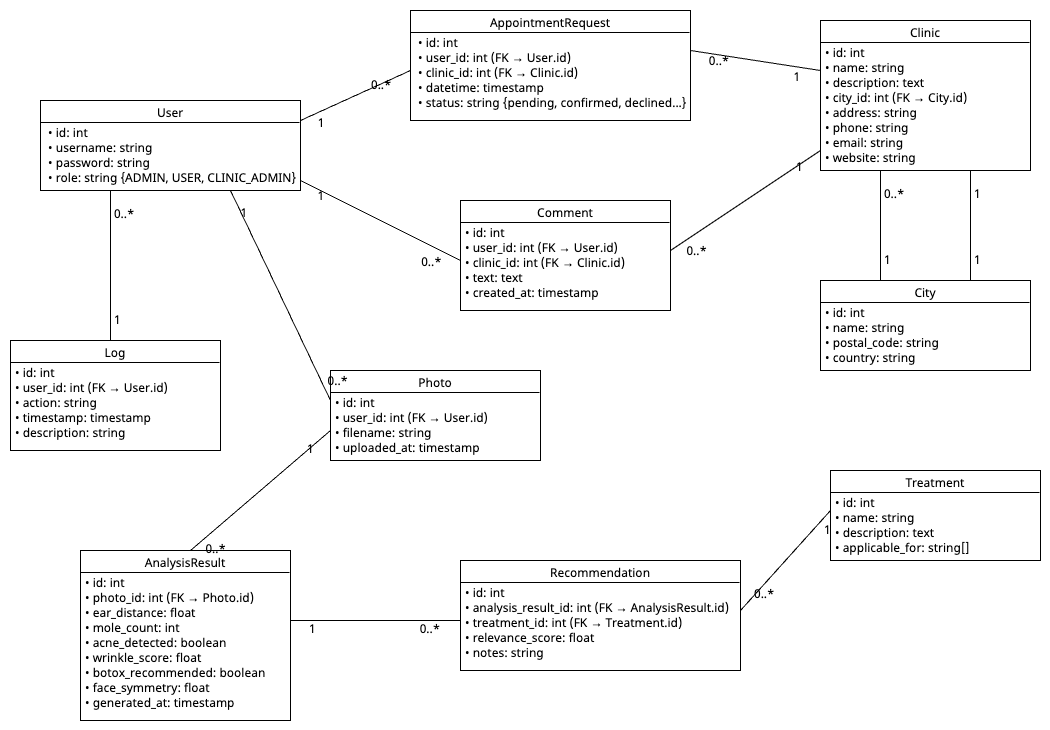 AppointmentRequest
• id: int
• user_id: int (FK → User.id)
• clinic_id: int (FK → Clinic.id)
• datetime: timestamp
• status: string {pending, confirmed, declined...}
Clinic
• id: int
• name: string
• description: text
• city_id: int (FK → City.id)
• address: string
• phone: string
• email: string
• website: string
0..*
1
0..*
1
User
• id: int
• username: string
• password: string
• role: string {ADMIN, USER, CLINIC_ADMIN}
1
0..*
Comment
• id: int
• user_id: int (FK → User.id)
• clinic_id: int (FK → Clinic.id)
• text: text
• created_at: timestamp
1
0..*
0..*
1
1
1
City
• id: int
• name: string
• postal_code: string
• country: string
0..*
1
1
0..*
Log
• id: int
• user_id: int (FK → User.id)
• action: string
• timestamp: timestamp
• description: string
Photo
• id: int
• user_id: int (FK → User.id)
• filename: string
• uploaded_at: timestamp
1
0..*
AnalysisResult
• id: int
• photo_id: int (FK → Photo.id)
• ear_distance: float
• mole_count: int
• acne_detected: boolean
• wrinkle_score: float
• botox_recommended: boolean
• face_symmetry: float
• generated_at: timestamp
1
0..*
Recommendation
• id: int
• analysis_result_id: int (FK → AnalysisResult.id)
• treatment_id: int (FK → Treatment.id)
• relevance_score: float
• notes: string
0..*
1
Treatment
• id: int
• name: string
• description: text
• applicable_for: string[]